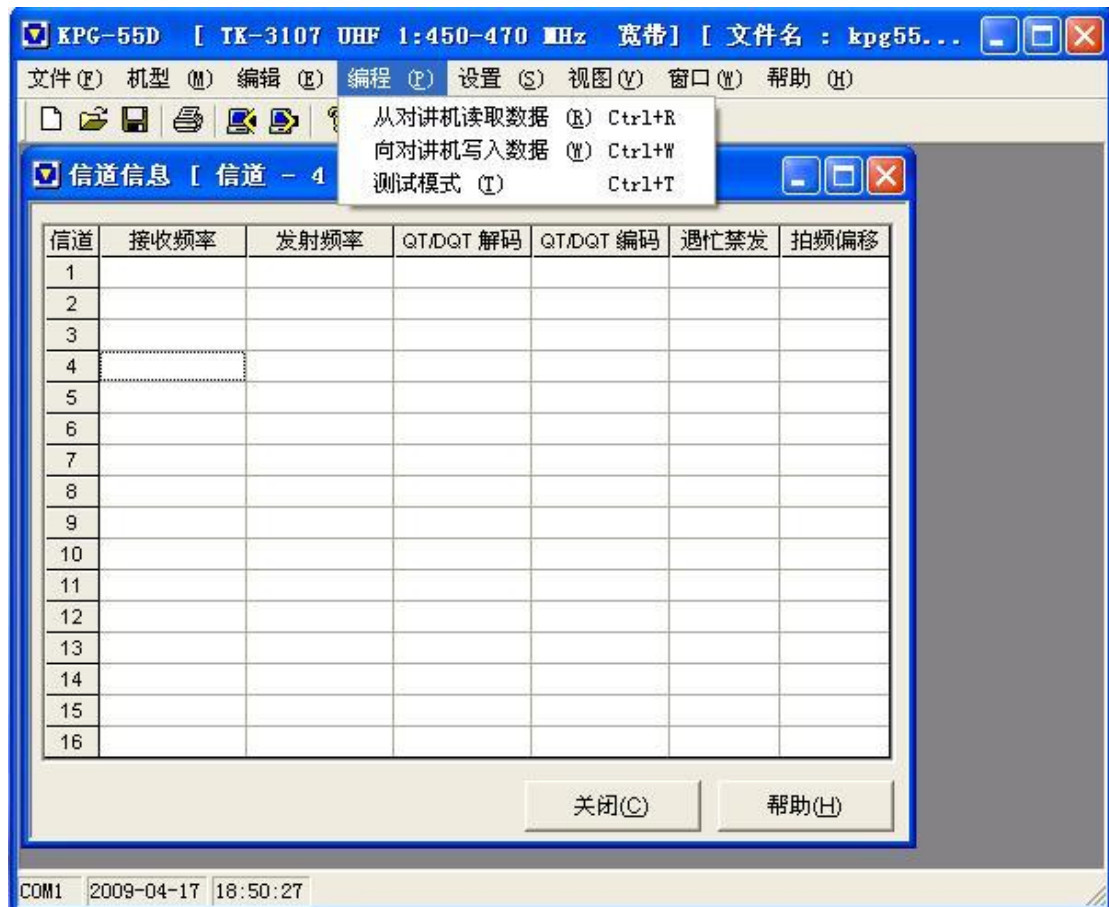 KPG-55D [ TK-3107 UHF 1:450-470 MHz 宽带] [ 文件名 : kpg55...
文件(F) 机型 (M) 编辑 (E) 编程 (P) 设置 (S) 视图(V) 窗口(W) 帮助 (H)
从对讲机读取数据 (R) Ctrl+R
向对讲机写入数据 (W) Ctrl+W
测试模式 (T) Ctrl+T
信道信息 [ 信道 - 4
信道 接收频率 发射频率 QT/DQT 解码 QT/DQT 编码 遇忙禁发 拍频偏移
1
2
3
4
5
6
7
8
9
10
11
12
13
14
15
16
关闭(C) 帮助(H)
COM1 2009-04-17 18:50:27